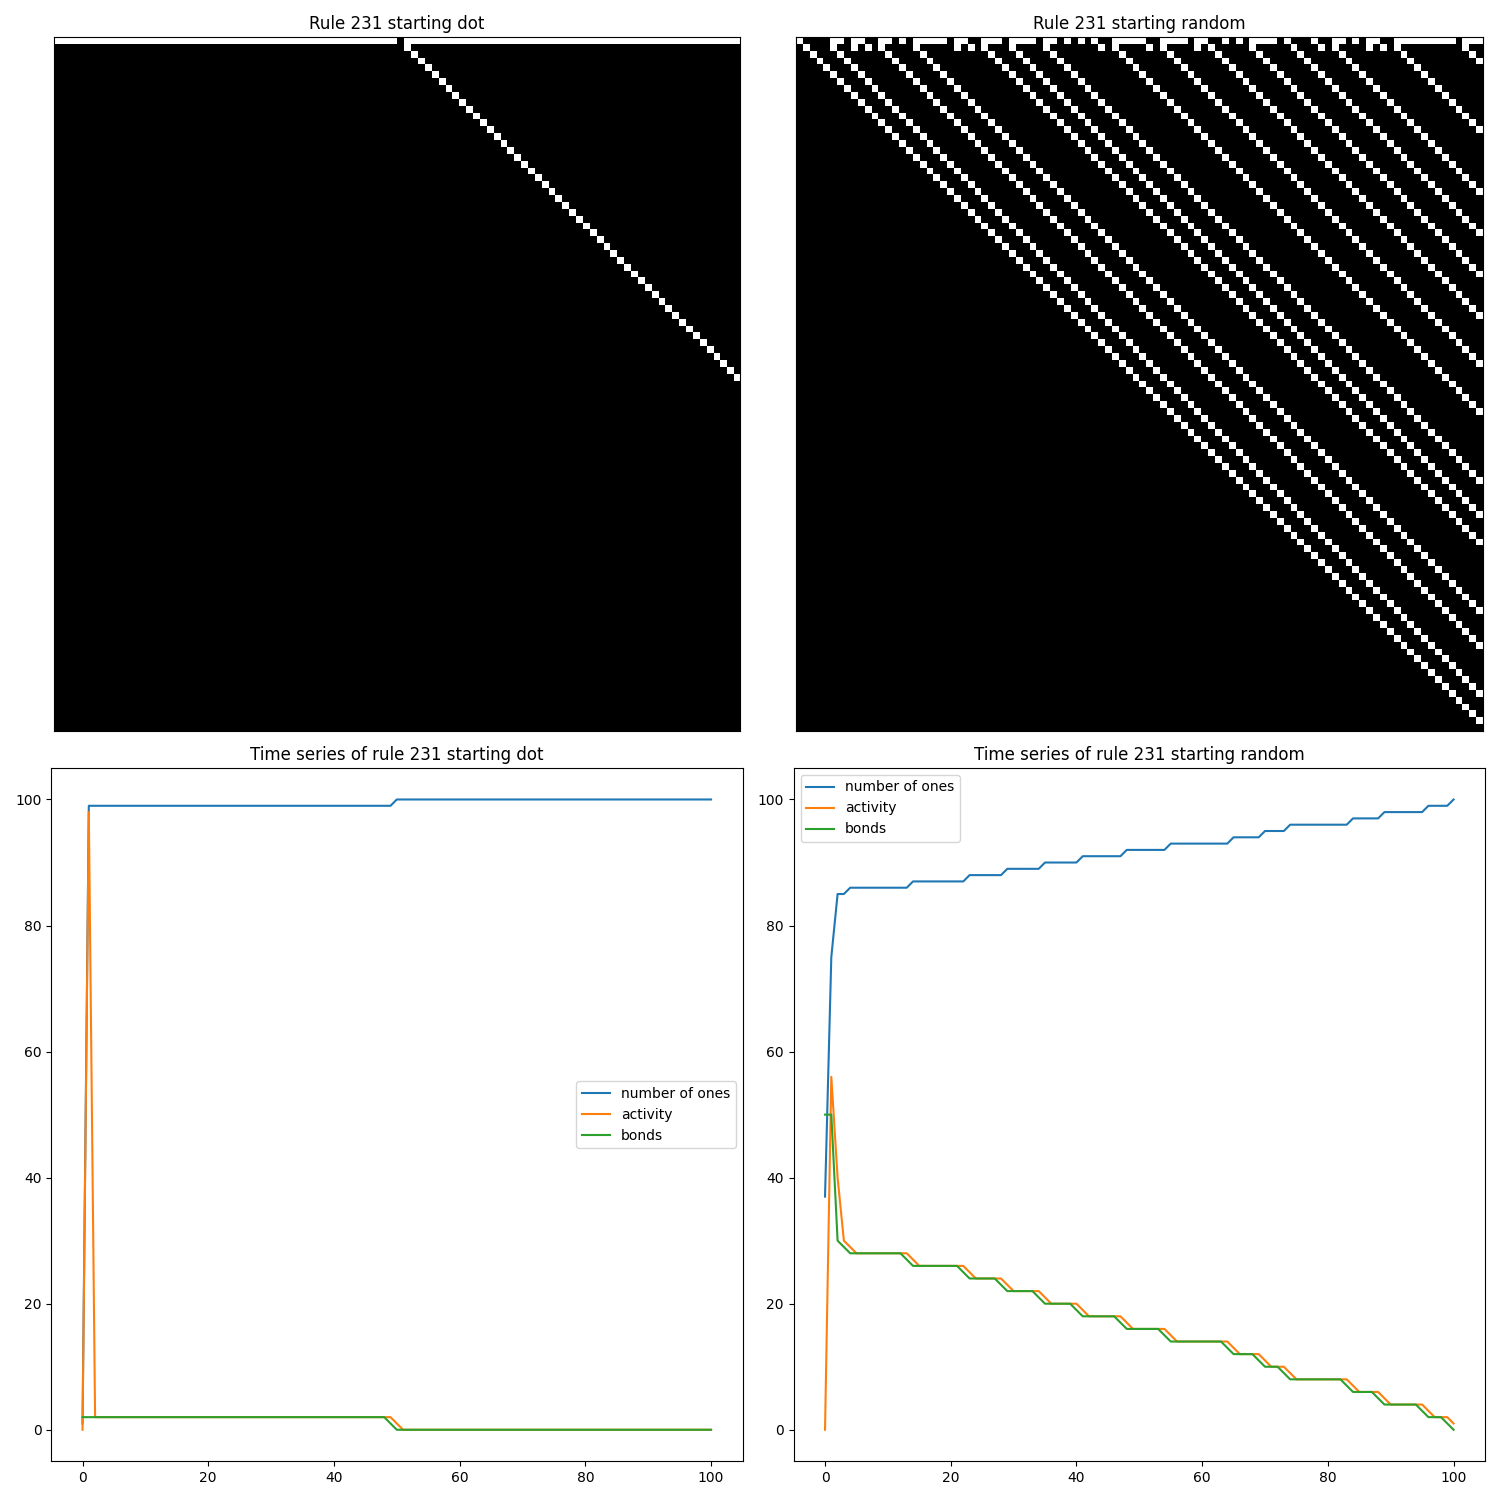 Rule 231 starting dot
Rule 231 starting random
Time series of rule 231 starting dot
100
80
60
40
20
0
number of ones
activity
bonds
0
20
40
60
80
100
Time series of rule 231 starting random
number of ones
activity
bonds
100
80
60
40
20
0
0
20
40
60
80
100